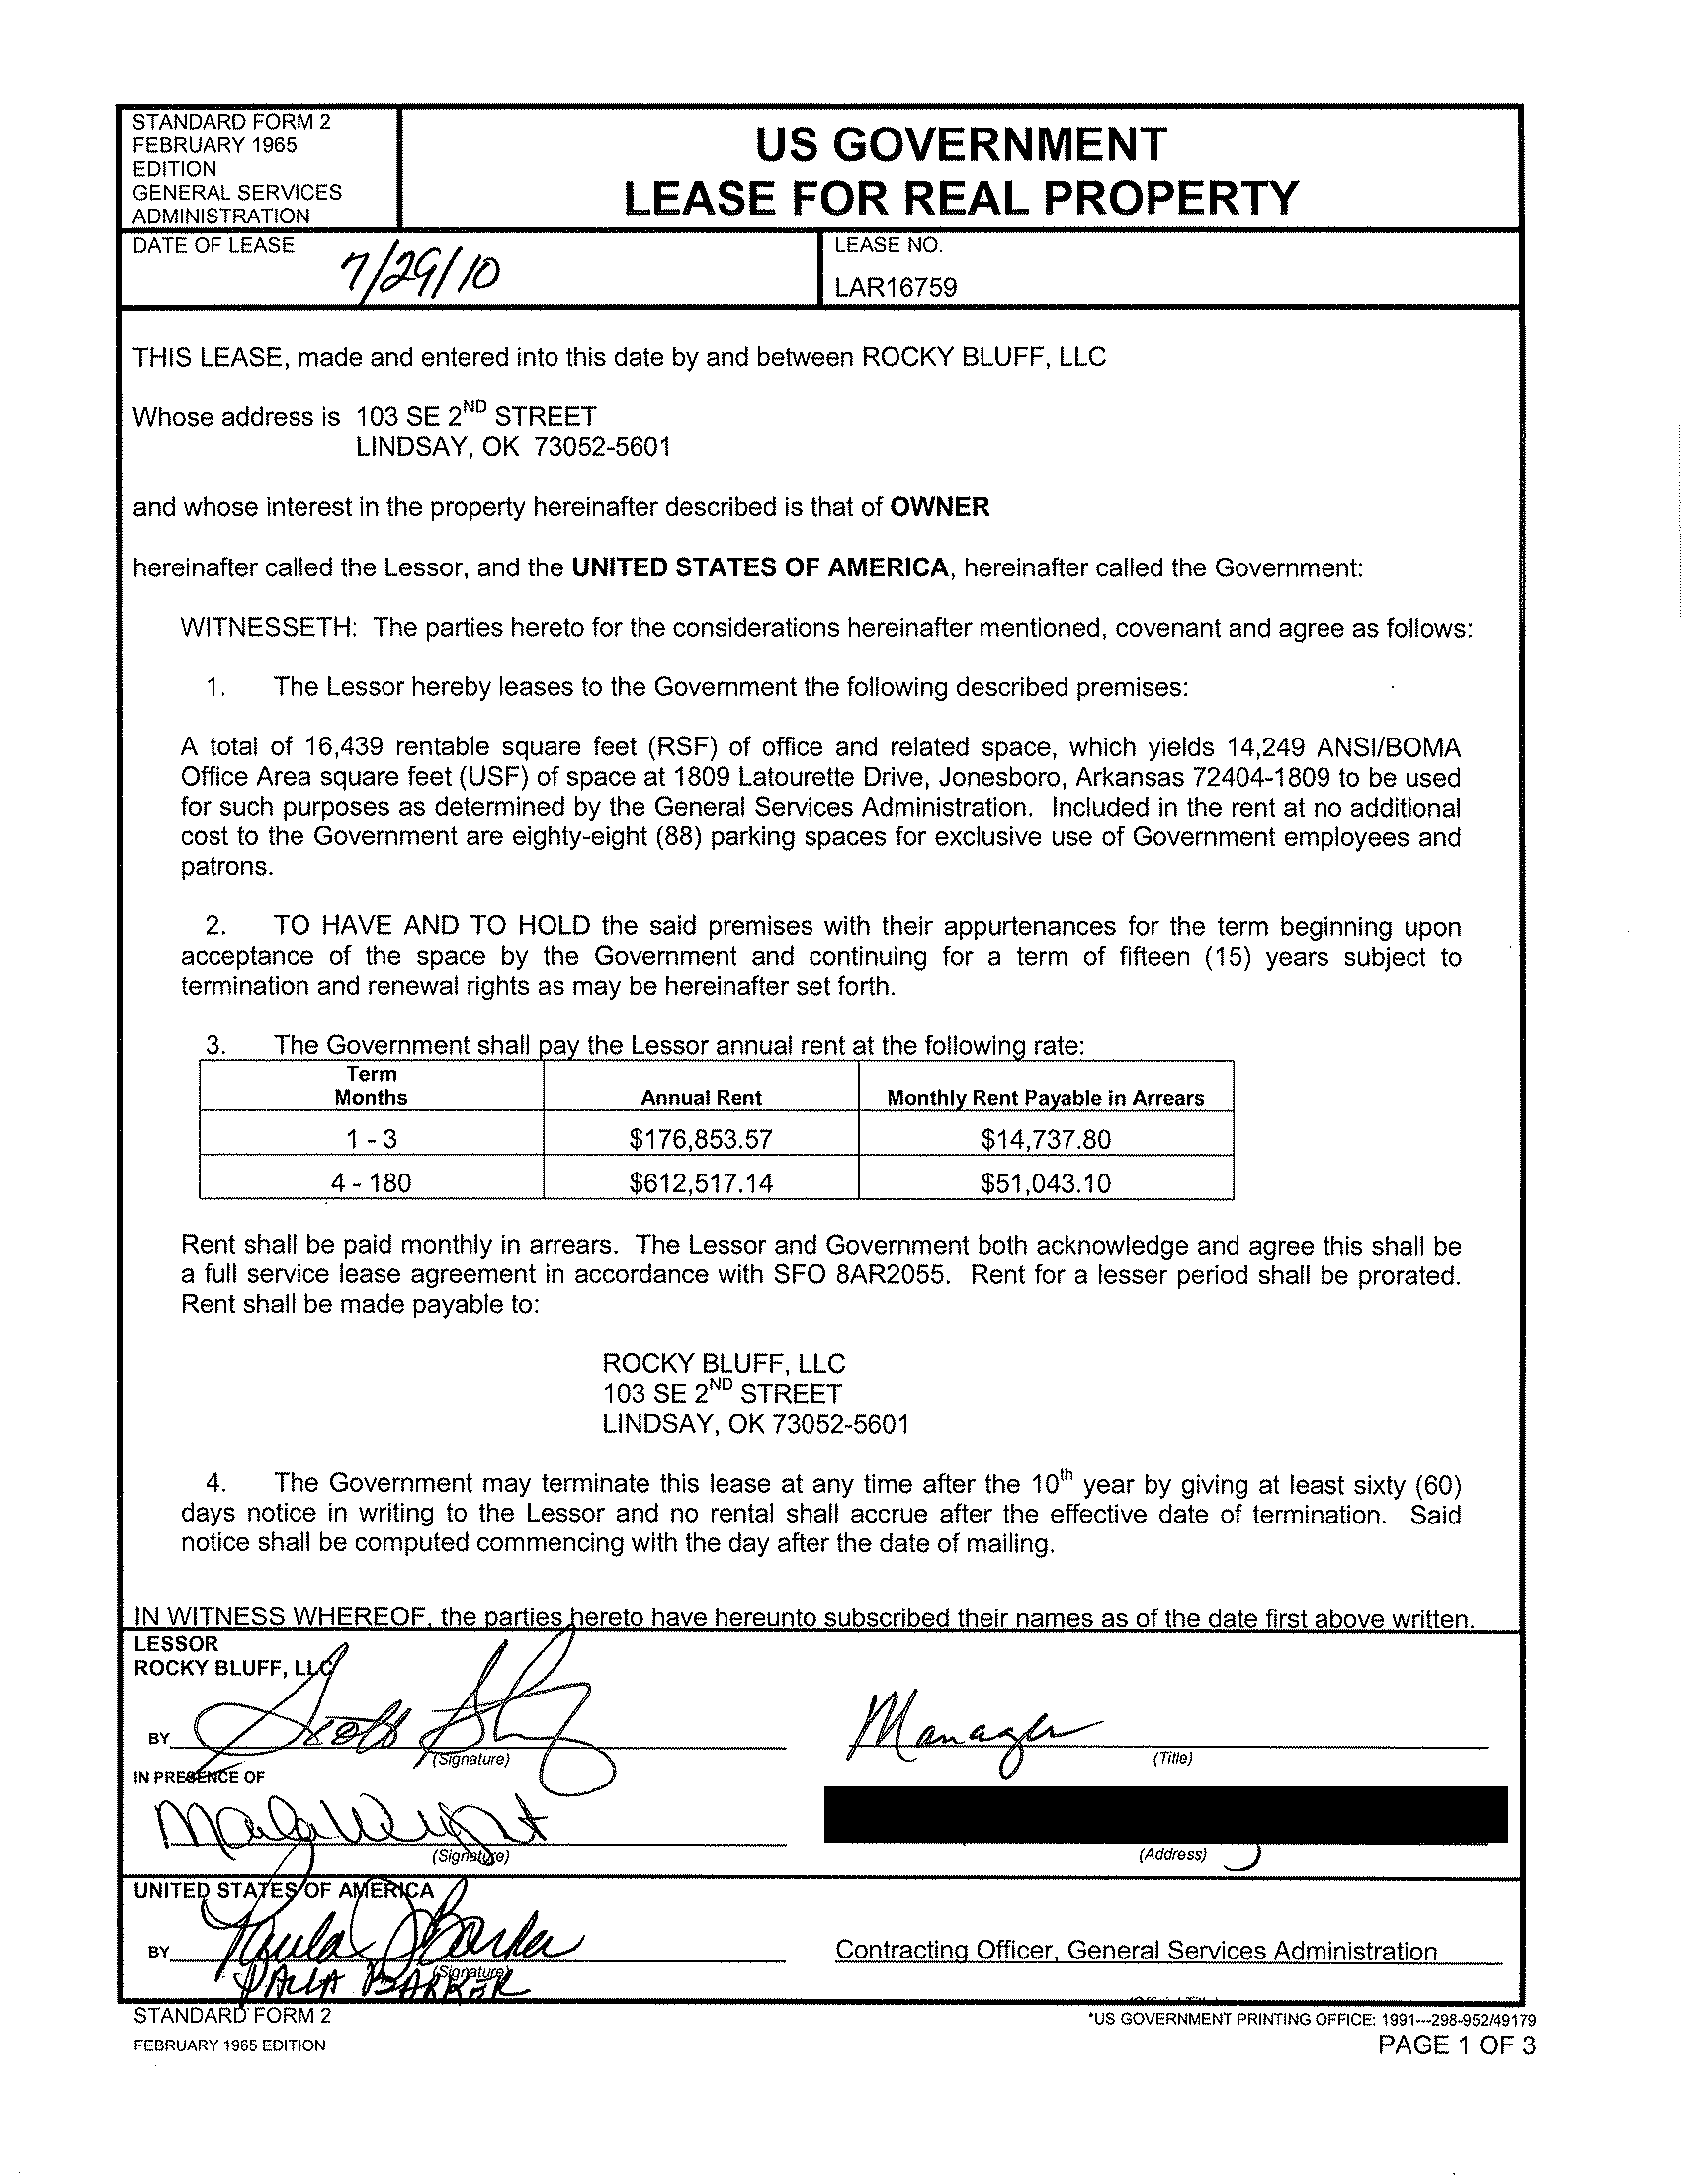 STANDARD FORM 2
FEBRUARY 1965
EDITION
GENERAL SERVICES
ADMINISTRATION
US GOVERNMENT
LEASE FOR REAL PROPERTY
DATE OF LEASE
7/29/10
LEASE NO.
LAR16759
THIS LEASE, made and entered into this date by and between ROCKY BLUFF, LLC
Whose address is 103 SE 2ND STREET
LINDSAY, OK 73052-5601
and whose interest in the property hereinafter described is that of OWNER
hereinafter called the Lessor, and the UNITED STATES OF AMERICA, hereinafter called the Government:
WITNESSETH: The parties hereto for the considerations hereinafter mentioned, covenant and agree as follows:
1. The Lessor hereby leases to the Government the following described premises:
A total of 16,439 rentable square feet (RSF) of office and related space, which yields 14,249 ANSI/BOMA
Office Area square feet (USF) of space at 1809 Latourette Drive, Jonesboro, Arkansas 72404-1809 to be used
for such purposes as determined by the General Services Administration. Included in the rent at no additional
cost to the Government are eighty-eight (88) parking spaces for exclusive use of Government employees and
patrons.
2. TO HAVE AND TO HOLD the said premises with their appurtenances for the term beginning upon
acceptance of the space by the Government and continuing for a term of fifteen (15) years subject to
termination and renewal rights as may be hereinafter set forth.
3. The Government shall pay the Lessor annual rent at the following rate:
Term
Months Annual Rent Monthly Rent Payable in Arrears
1 - 3 $176,853.57 $14,737.80
4 - 180 $612,517.14 $51,043.10
Rent shall be paid monthly in arrears. The Lessor and Government both acknowledge and agree this shall be
a full service lease agreement in accordance with SFO 8AR2055. Rent for a lesser period shall be prorated.
Rent shall be made payable to:
ROCKY BLUFF, LLC
103 SE 2ND STREET
LINDSAY, OK 73052-5601
4. The Government may terminate this lease at any time after the 10th year by giving at least sixty (60)
days notice in writing to the Lessor and no rental shall accrue after the effective date of termination. Said
notice shall be computed commencing with the day after the date of mailing.
IN WITNESS WHEREOF, the parties hereto have hereunto subscribed their names as of the date first above written.
LESSOR
ROCKY BLUFF, LLC
BY Scott Manager
(Signature) (Title)
IN PRESENCE OF
Marla Wright
(Signature) (Address)
UNITED STATES OF AMERICA
BY Paula Barker Contracting Officer, General Services Administration
(Signature)
PAULA BARKER
STANDARD FORM 2
FEBRUARY 1965 EDITION
*US GOVERNMENT PRINTING OFFICE: 1991---298-952/49179
PAGE 1 OF 3